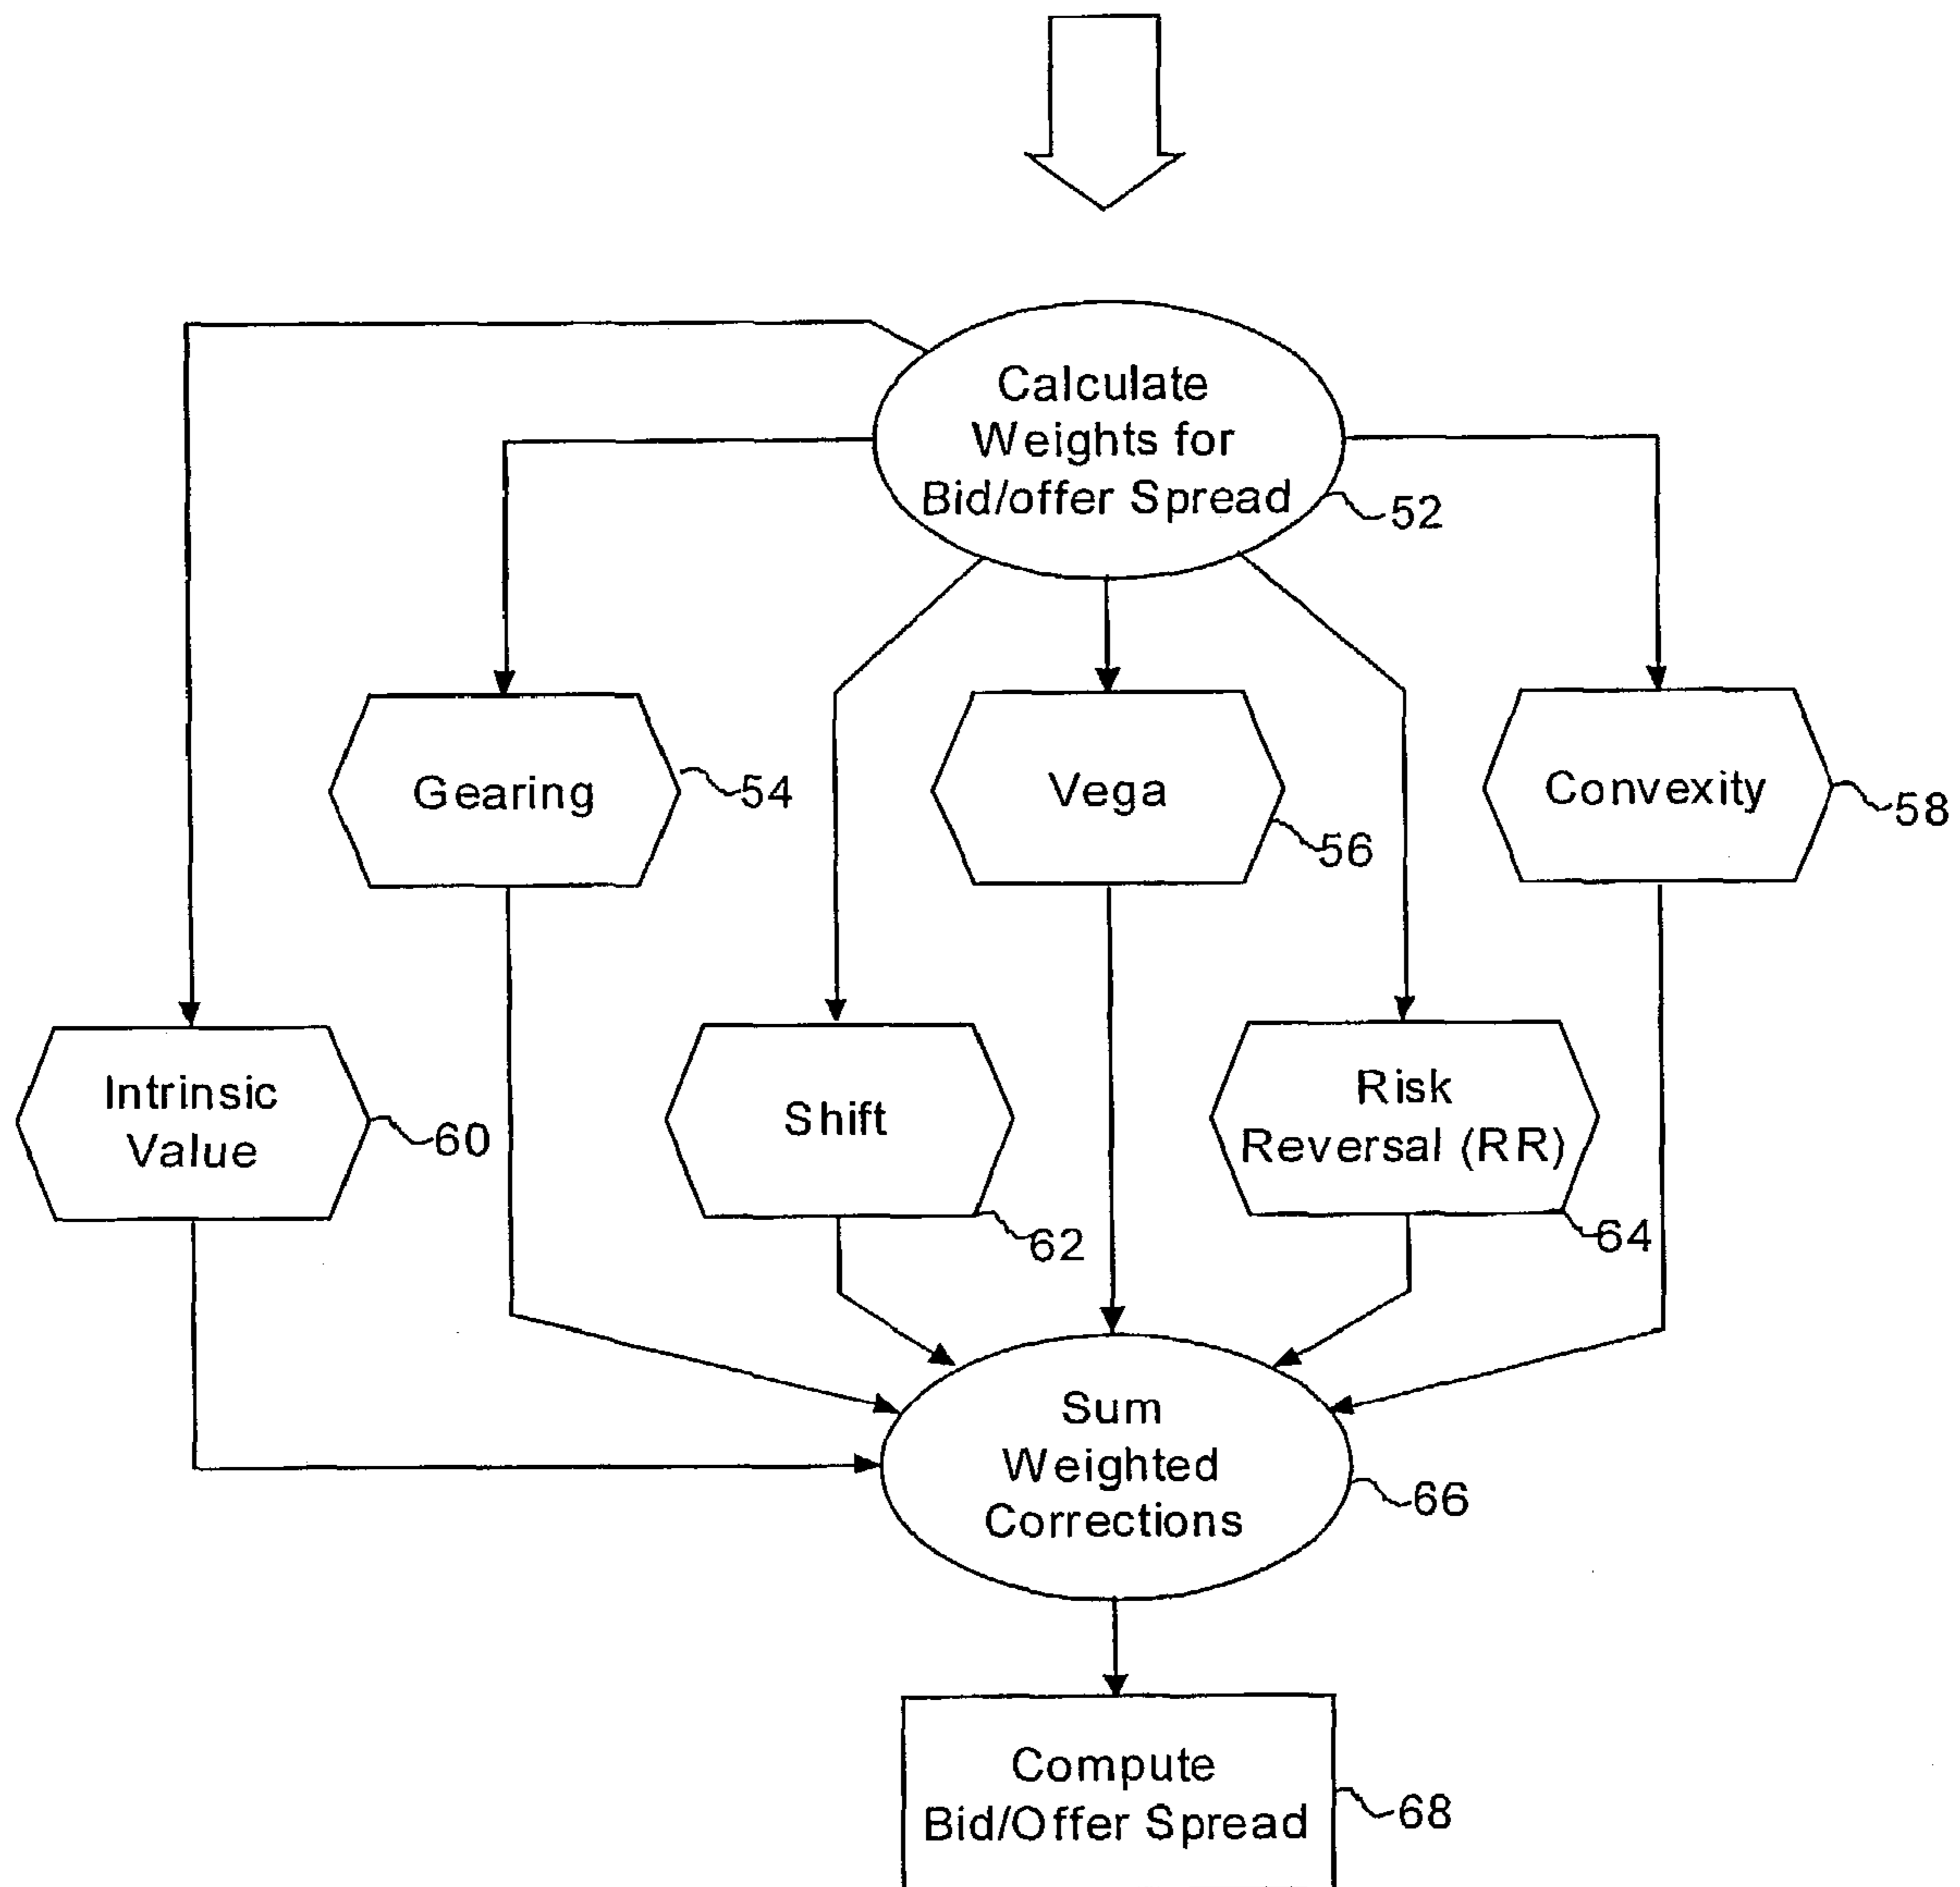 Calculate
Weights for
Bid/offer Spread
52
Gearing
54
Vega
56
Convexity
58
Intrinsic
Value
60
Shift
62
Risk
Reversal (RR)
64
Sum
Weighted
Corrections
66
Compute
Bid/Offer Spread
68